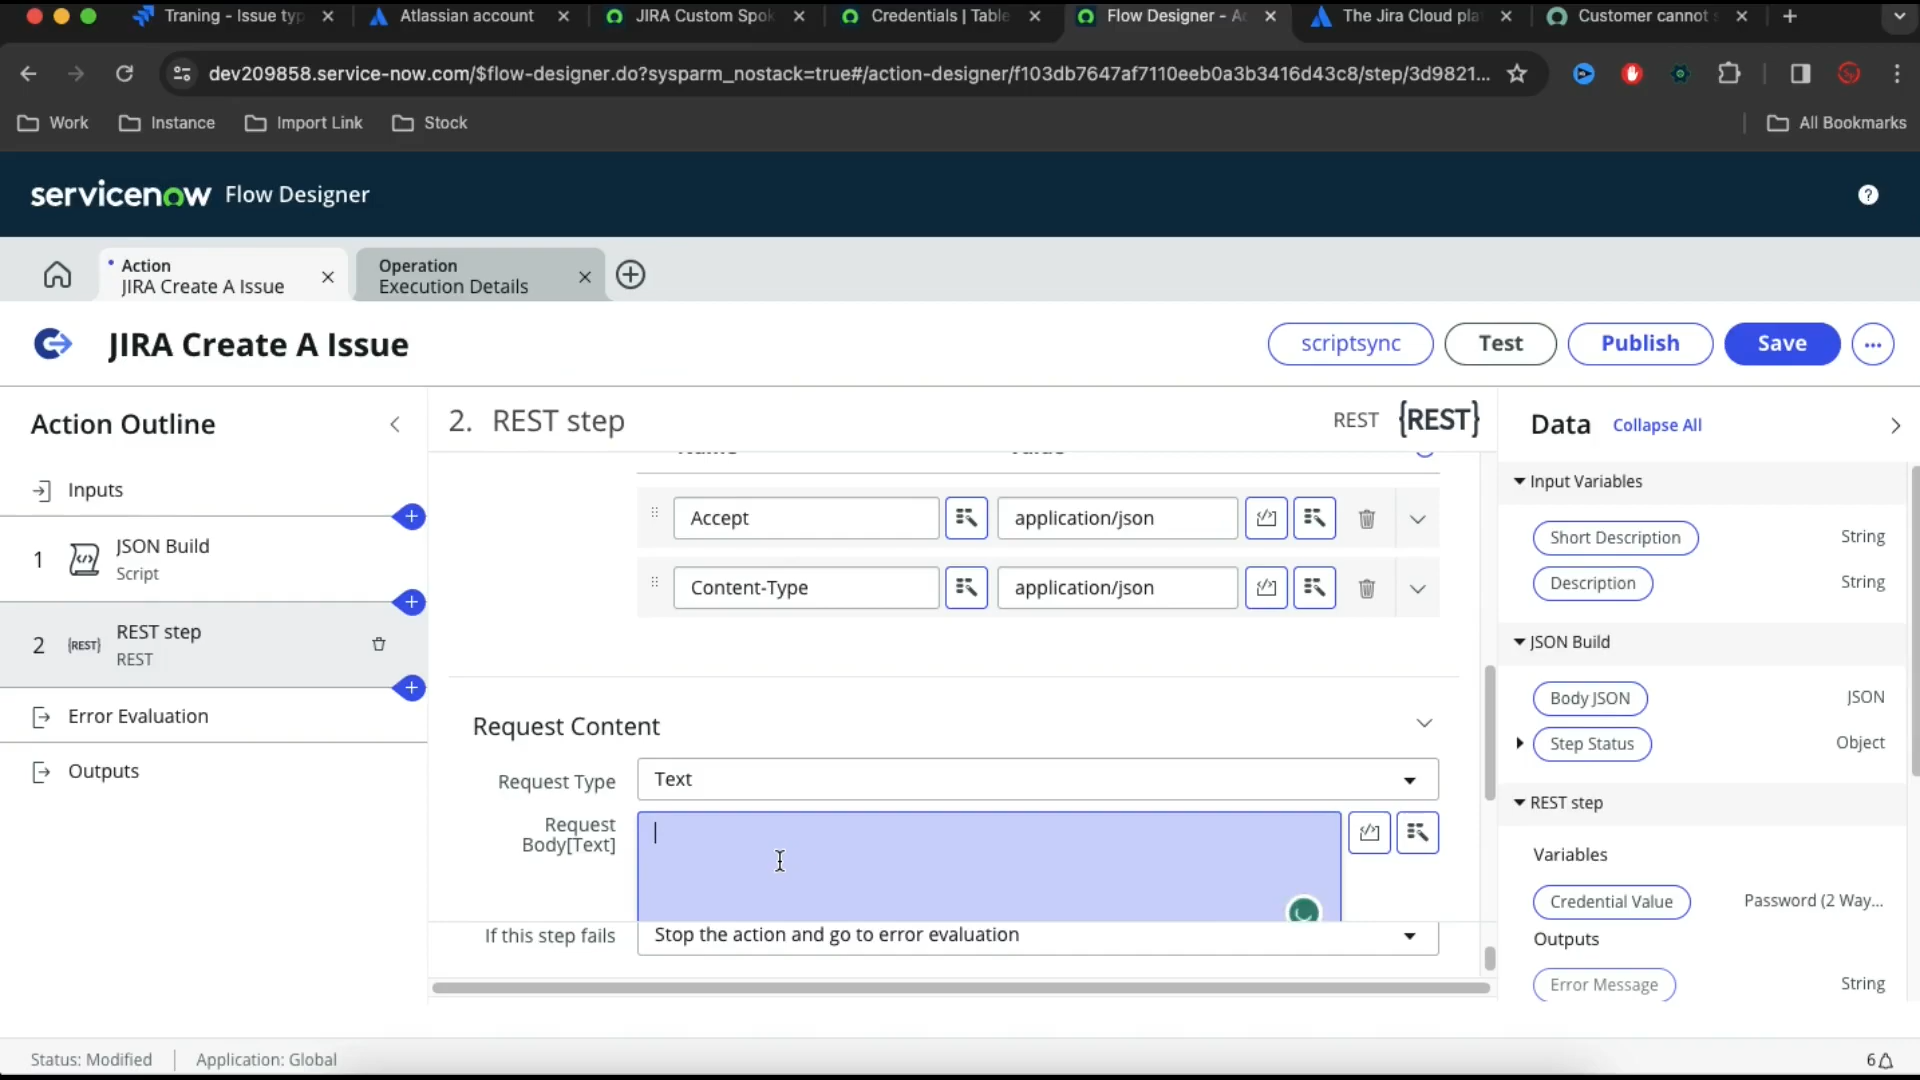 Traning - Issue typ
Atlassian account
JIRA Custom Spok
Credentials | Table
Flow Designer - Ac
The Jira Cloud pla
Customer cannot s
dev209858.service-now.com/$flow-designer.do?sysparm_nostack=true#/action-designer/f103db7647af7110eeb0a3b3416d43c8/step/3d9821...
Work
Instance
Import Link
Stock
All Bookmarks
servicenow Flow Designer
Action
JIRA Create A Issue
Operation
Execution Details
JIRA Create A Issue
scriptsync
Test
Publish
Save
Action Outline
2. REST step
REST {REST}
Data Collapse All
Inputs
1
JSON Build
Script
2
{REST}
REST step
REST
Error Evaluation
Outputs
Accept
application/json
Content-Type
application/json
Request Content
Request Type
Text
Request
Body[Text]
If this step fails
Stop the action and go to error evaluation
Input Variables
Short Description String
Description String
JSON Build
Body JSON JSON
Step Status Object
REST step
Variables
Credential Value Password (2 Way...
Outputs
Error Message String
Status: Modified
Application: Global
6